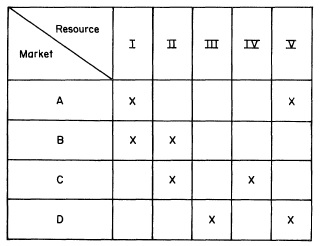 Resource
Market
I II III IV V
A X X
B X X
C X X
D X X